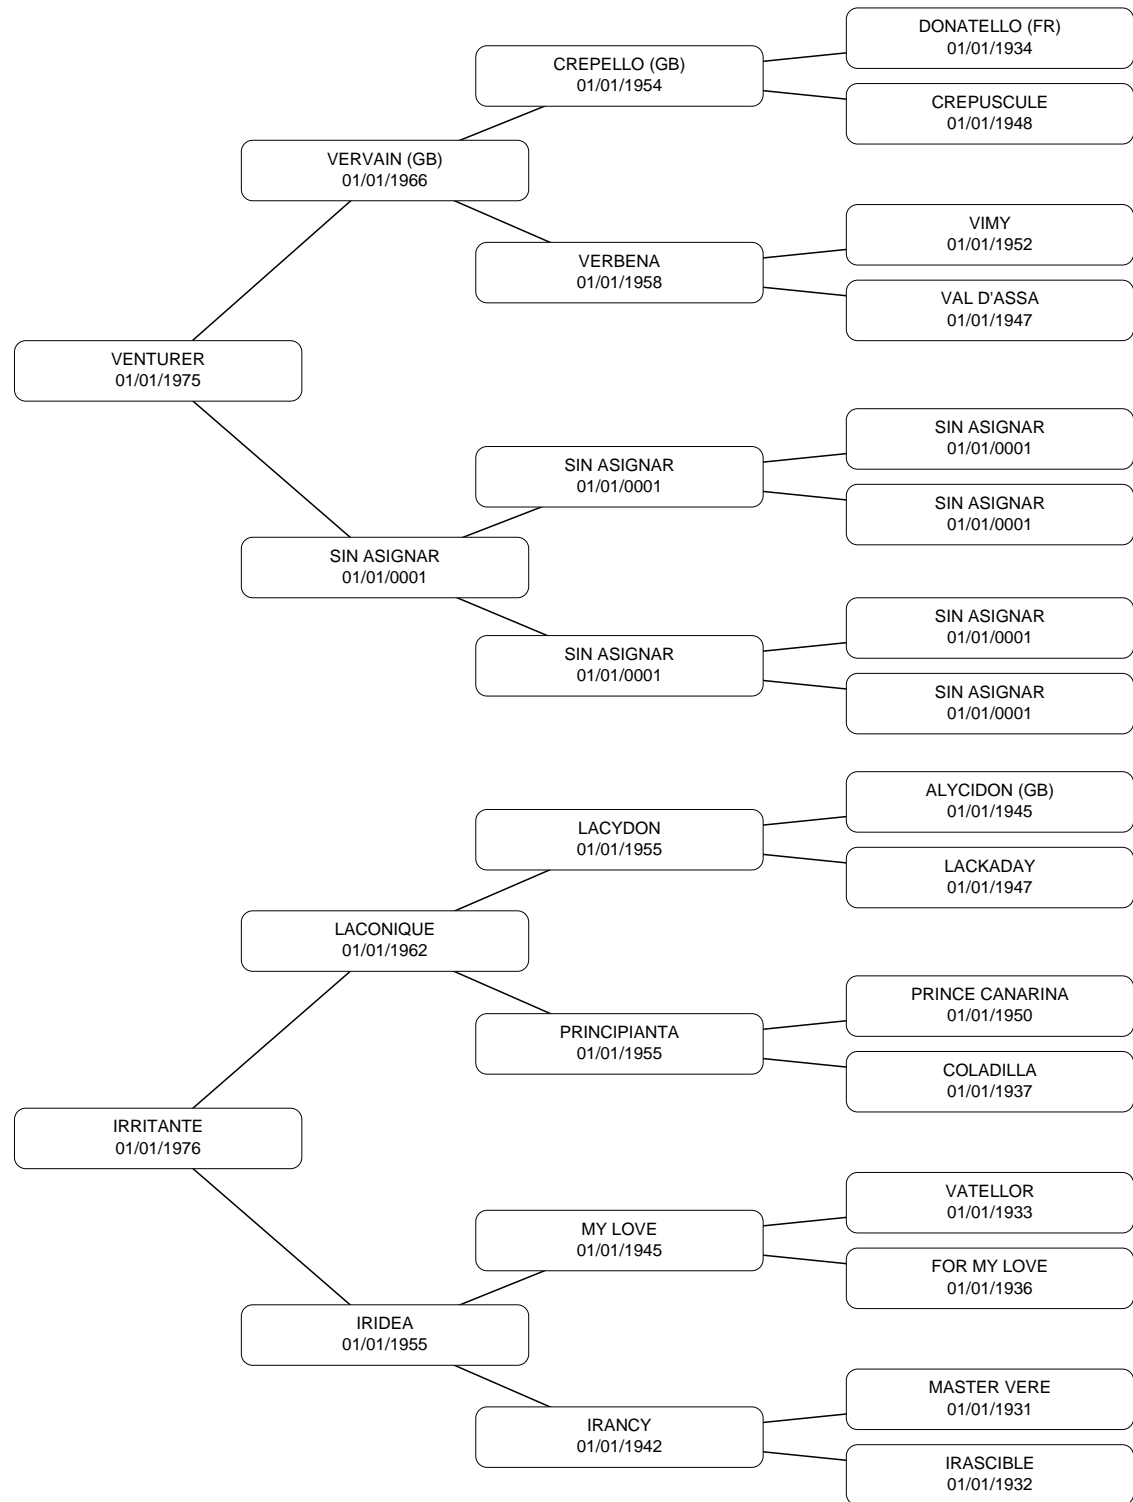 DONATELLO (FR)
01/01/1934
CREPELLO (GB)
01/01/1954
CREPUSCULE
01/01/1948
VERVAIN (GB)
01/01/1966
VIMY
01/01/1952
VERBENA
01/01/1958
VAL D'ASSA
01/01/1947
VENTURER
01/01/1975
SIN ASIGNAR
01/01/0001
SIN ASIGNAR
01/01/0001
SIN ASIGNAR
01/01/0001
SIN ASIGNAR
01/01/0001
SIN ASIGNAR
01/01/0001
SIN ASIGNAR
01/01/0001
SIN ASIGNAR
01/01/0001
ALYCIDON (GB)
01/01/1945
LACYDON
01/01/1955
LACKADAY
01/01/1947
LACONIQUE
01/01/1962
PRINCE CANARINA
01/01/1950
PRINCIPIANTA
01/01/1955
COLADILLA
01/01/1937
IRRITANTE
01/01/1976
VATELLOR
01/01/1933
MY LOVE
01/01/1945
FOR MY LOVE
01/01/1936
IRIDEA
01/01/1955
MASTER VERE
01/01/1931
IRANCY
01/01/1942
IRASCIBLE
01/01/1932